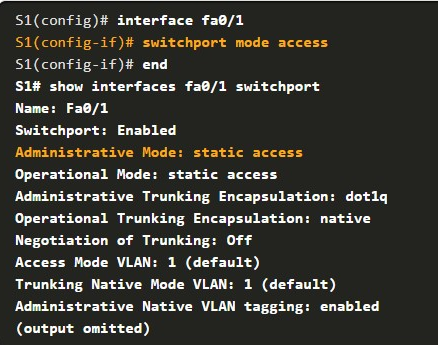 S1(config)# interface fa0/1
S1(config-if)# switchport mode access
S1(config-if)# end
S1# show interfaces fa0/1 switchport
Name: Fa0/1
Switchport: Enabled
Administrative Mode: static access
Operational Mode: static access
Administrative Trunking Encapsulation: dot1q
Operational Trunking Encapsulation: native
Negotiation of Trunking: Off
Access Mode VLAN: 1 (default)
Trunking Native Mode VLAN: 1 (default)
Administrative Native VLAN tagging: enabled
(output omitted)